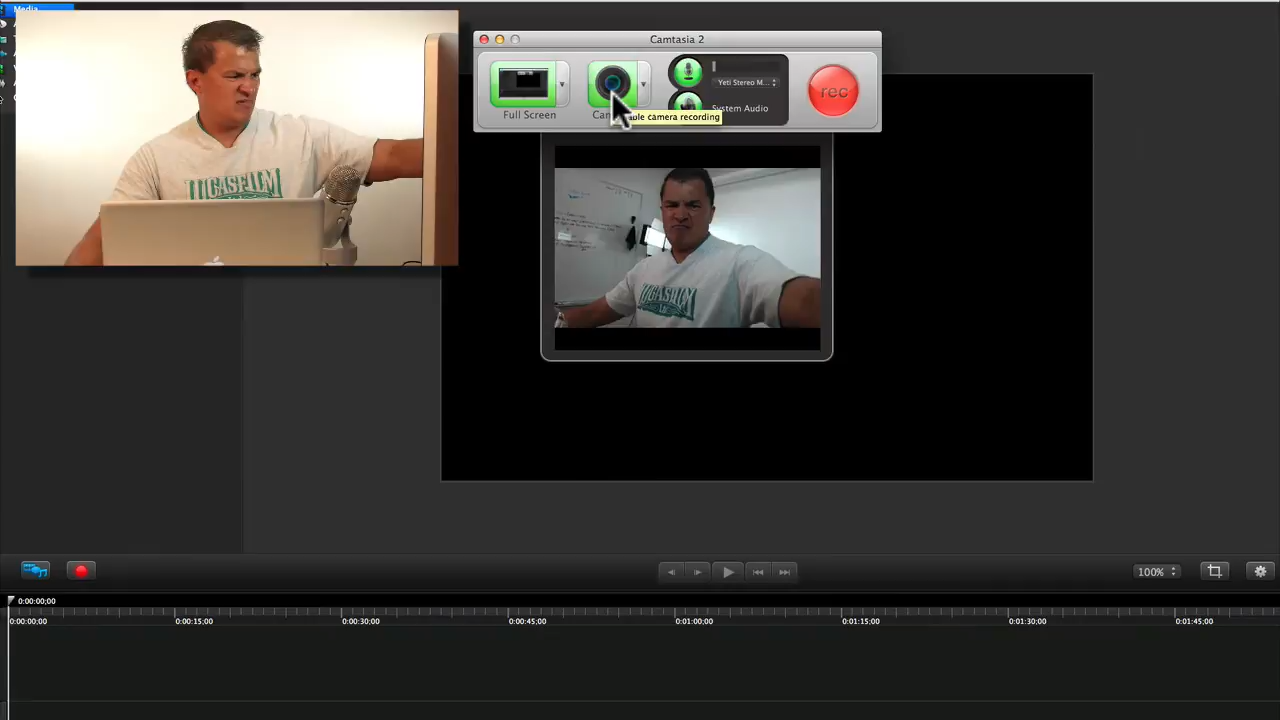 Media
Camtasia 2
Full Screen
Yeti Stereo M...
System Audio
rec
camera recording
LUCASFILM
LUCASFILM
100%
0:00:00;00
0:00:00;00
0:00:15;00
0:00:30;00
0:00:45;00
0:01:00;00
0:01:15;00
0:01:30;00
0:01:45;00